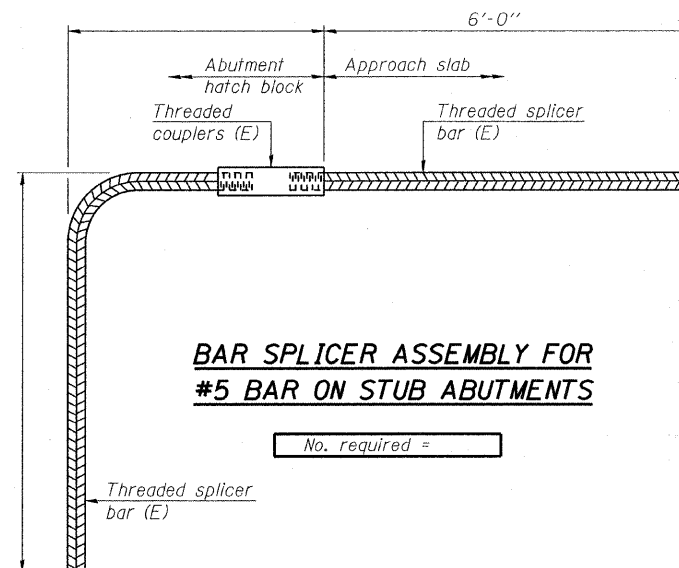 6'-0"
Abutment
hatch block
Approach slab
Threaded
couplers (E)
Threaded splicer
bar (E)
BAR SPLICER ASSEMBLY FOR
#5 BAR ON STUB ABUTMENTS
No. required =
Threaded splicer
bar (E)